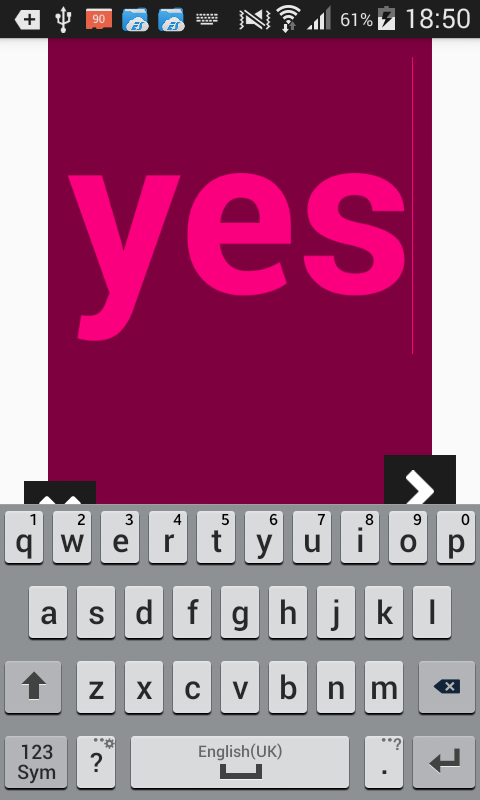 90
61%
18:50
yes
1 2 3 4 5 6 7 8 9 0
q w e r t y u i o p
a s d f g h j k l
z x c v b n m
123
Sym
?
English(UK)
. ?